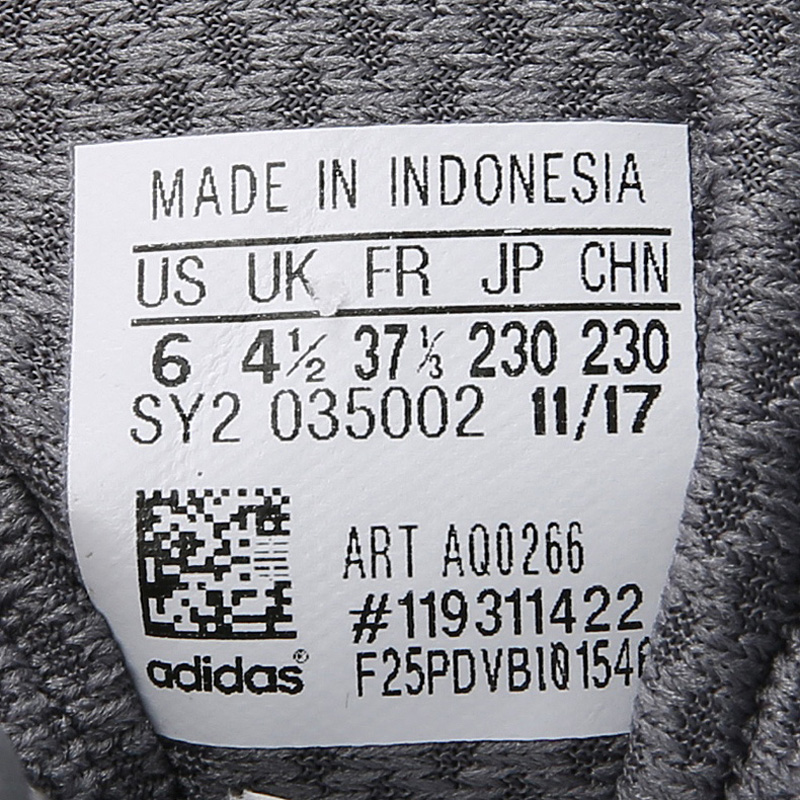 MADE IN INDONESIA
US UK FR JP CHN
6 4½ 37⅓ 230 230
SY2 035002 11/17
ART AQ0266
#119311422
adidas®